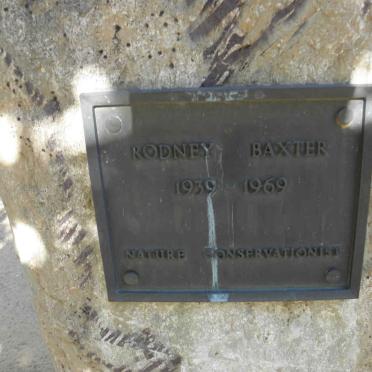 RODNEY BAXTER
1939 - 1969
NATURE CONSERVATIONIST